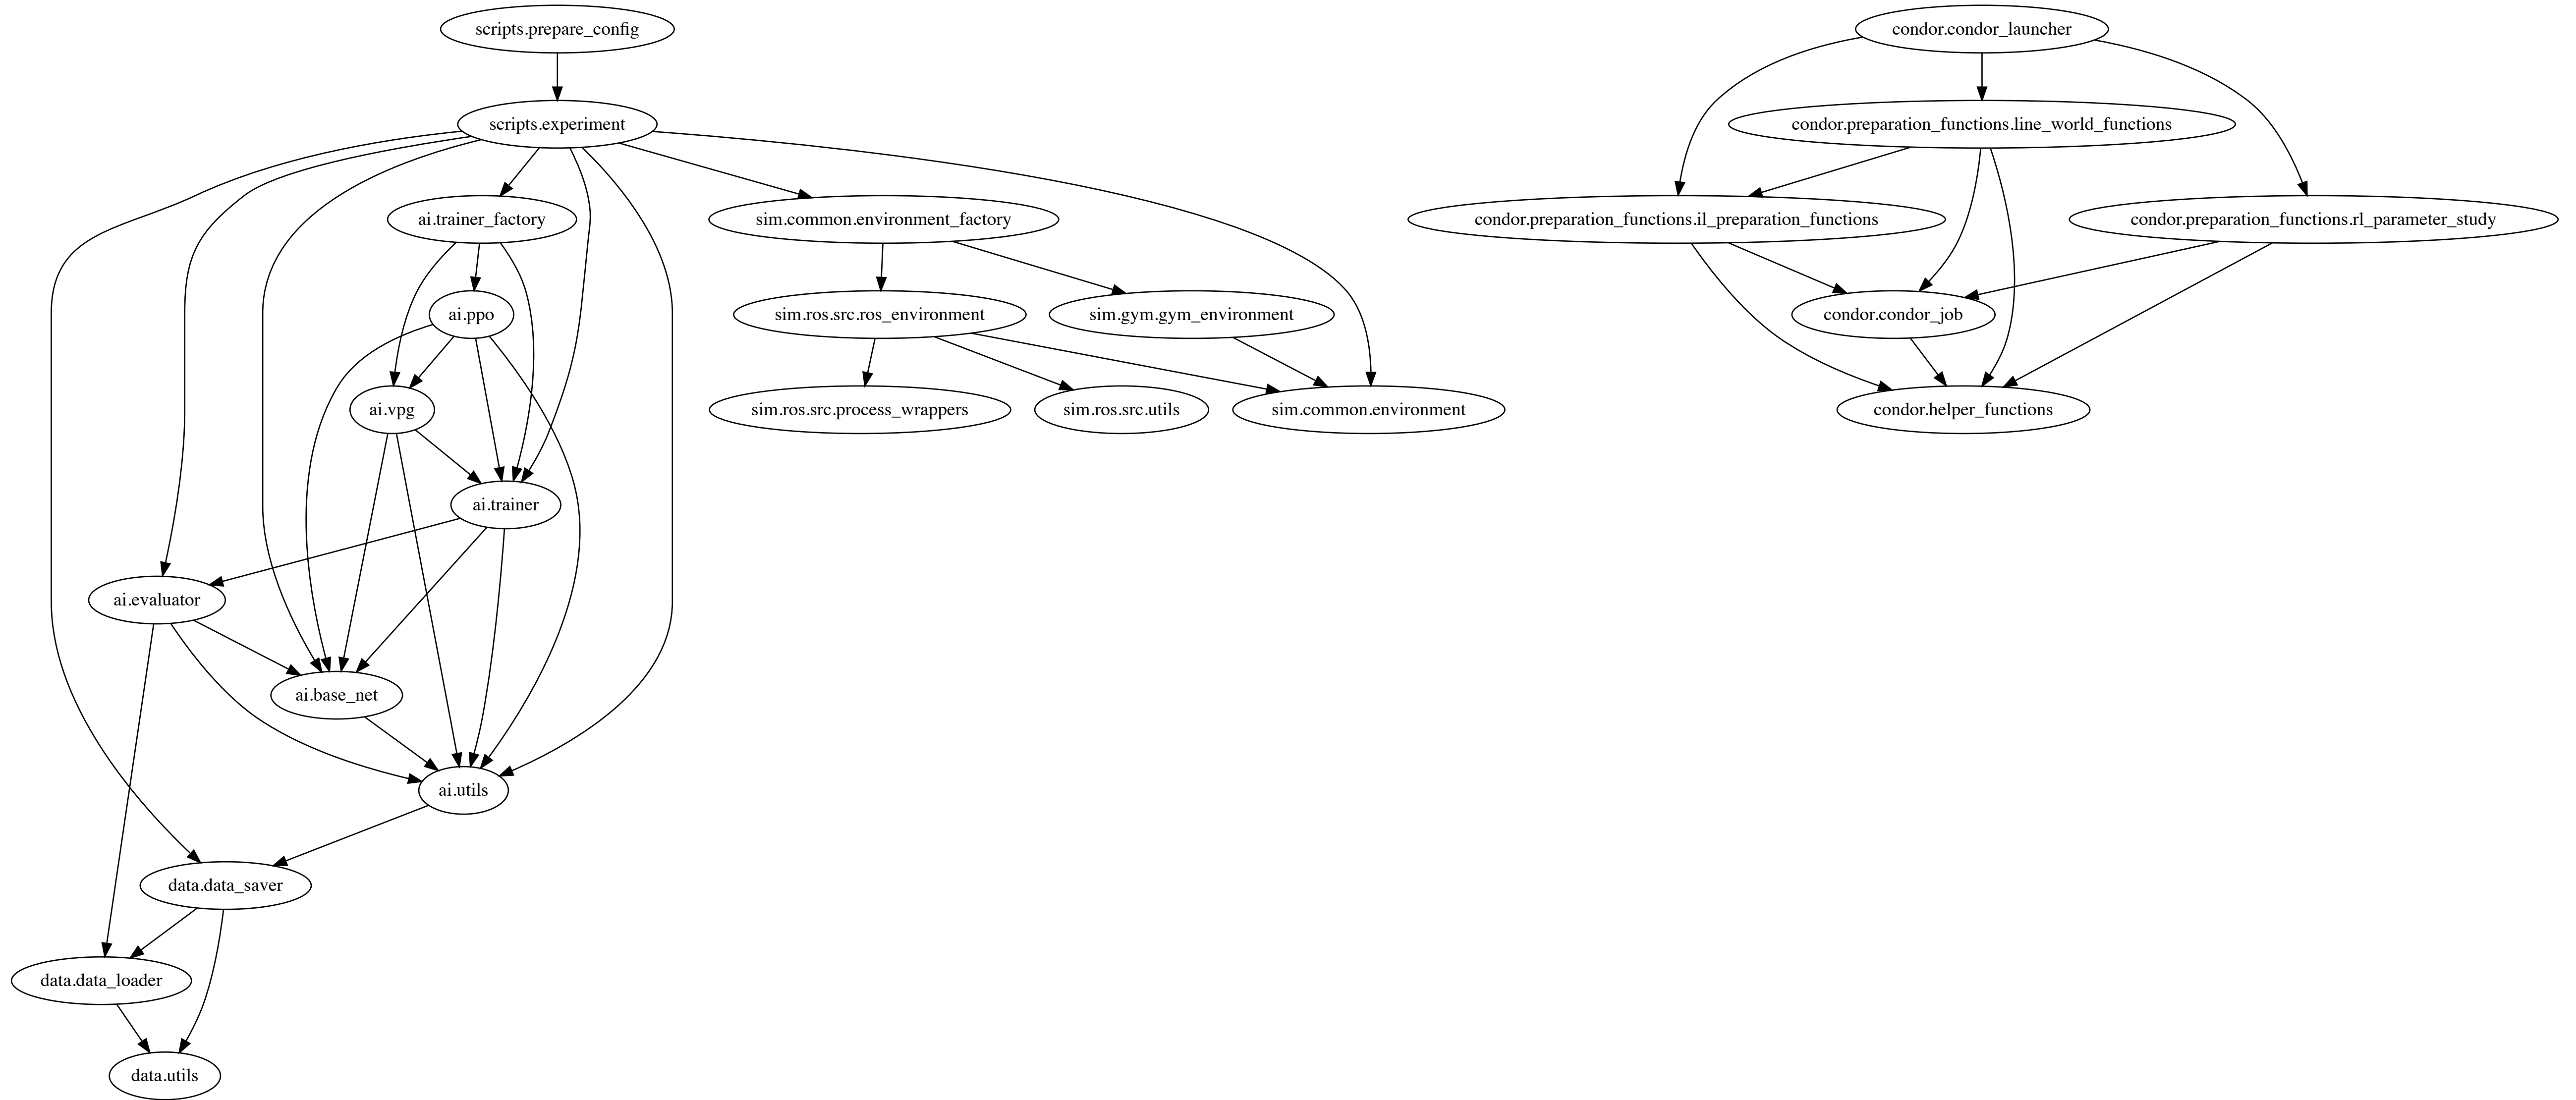 scripts.prepare_config
condor.condor_launcher
scripts.experiment
condor.preparation_functions.line_world_functions
ai.trainer_factory
sim.common.environment_factory
condor.preparation_functions.il_preparation_functions
condor.preparation_functions.rl_parameter_study
ai.ppo
sim.ros.src.ros_environment
sim.gym.gym_environment
condor.condor_job
ai.vpg
sim.ros.src.process_wrappers
sim.ros.src.utils
sim.common.environment
condor.helper_functions
ai.trainer
ai.evaluator
ai.base_net
ai.utils
data.data_saver
data.data_loader
data.utils